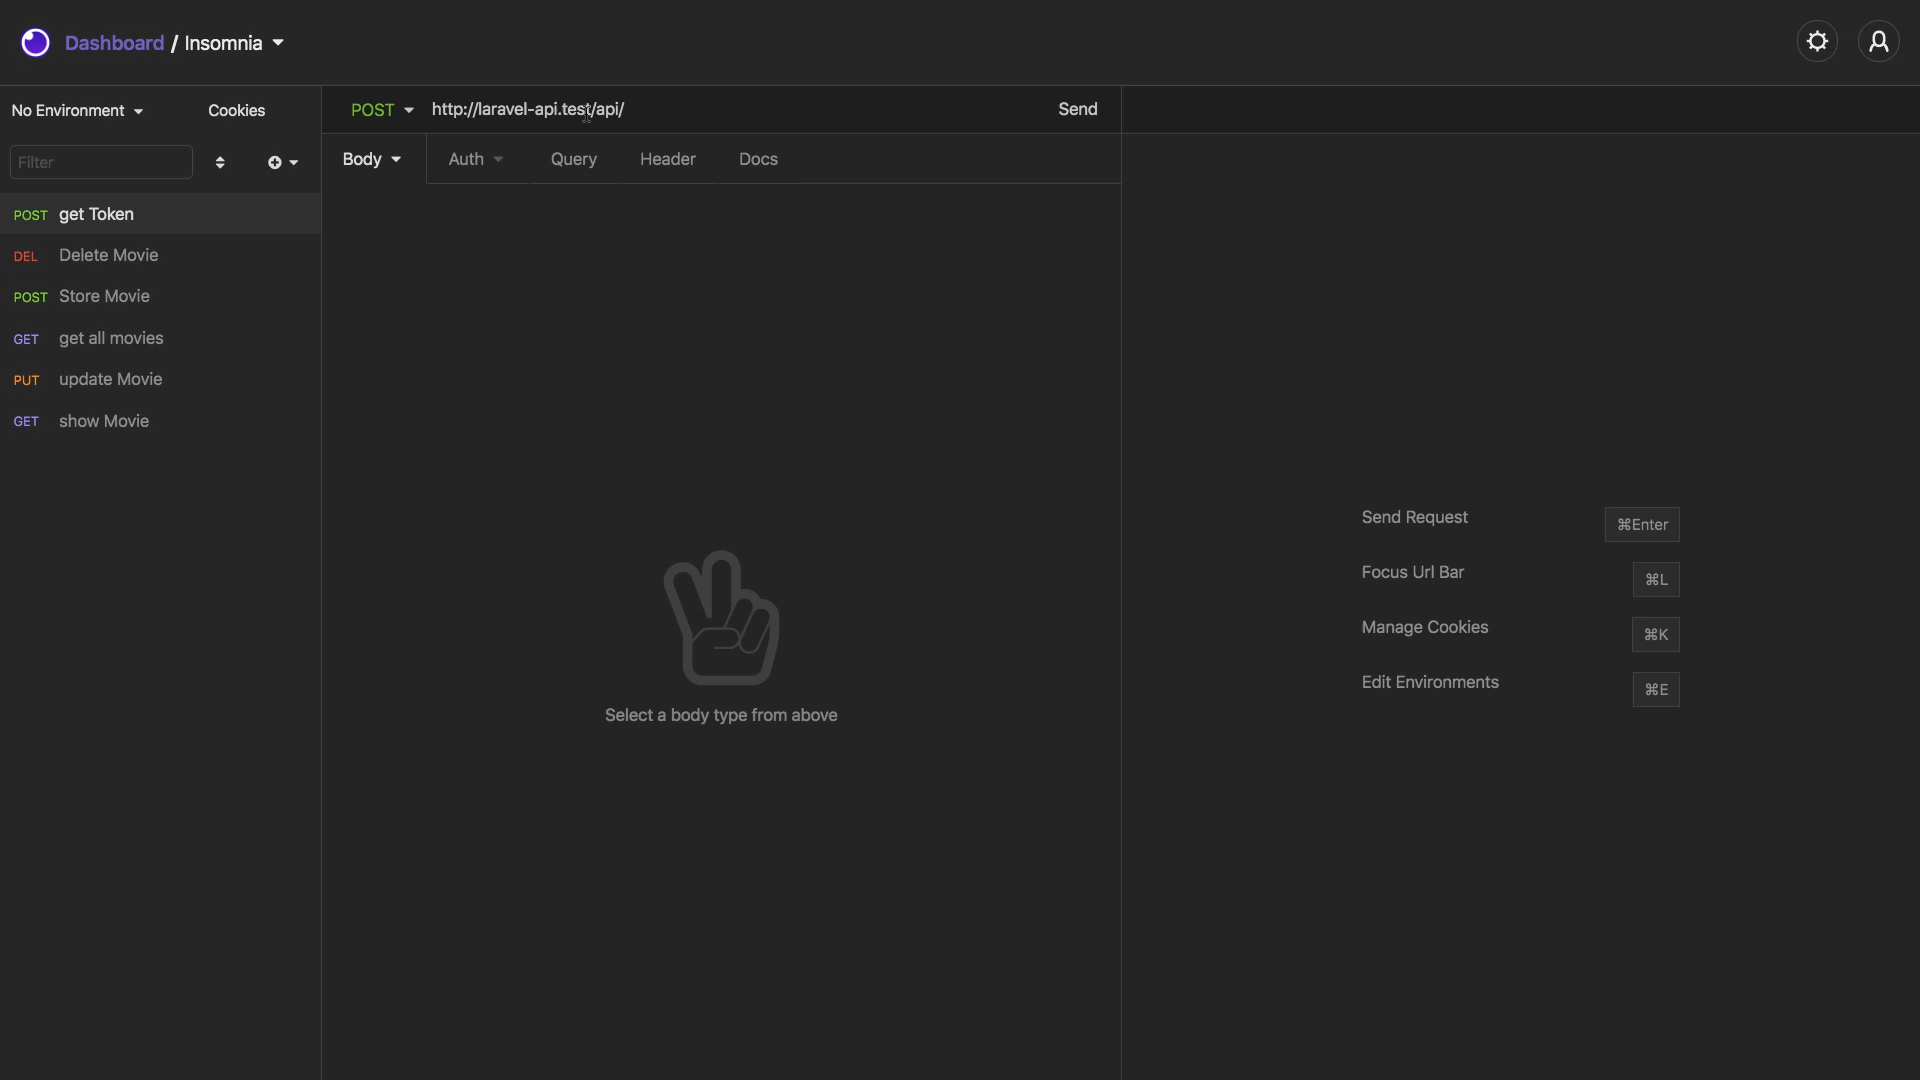 Dashboard / Insomnia
No Environment
Cookies
POST
http://laravel-api.test/api/
Send
Filter
Body
Auth
Query
Header
Docs
POST get Token
DEL Delete Movie
POST Store Movie
GET get all movies
PUT update Movie
GET show Movie
Select a body type from above
Send Request ⌘Enter
Focus Url Bar ⌘L
Manage Cookies ⌘K
Edit Environments ⌘E